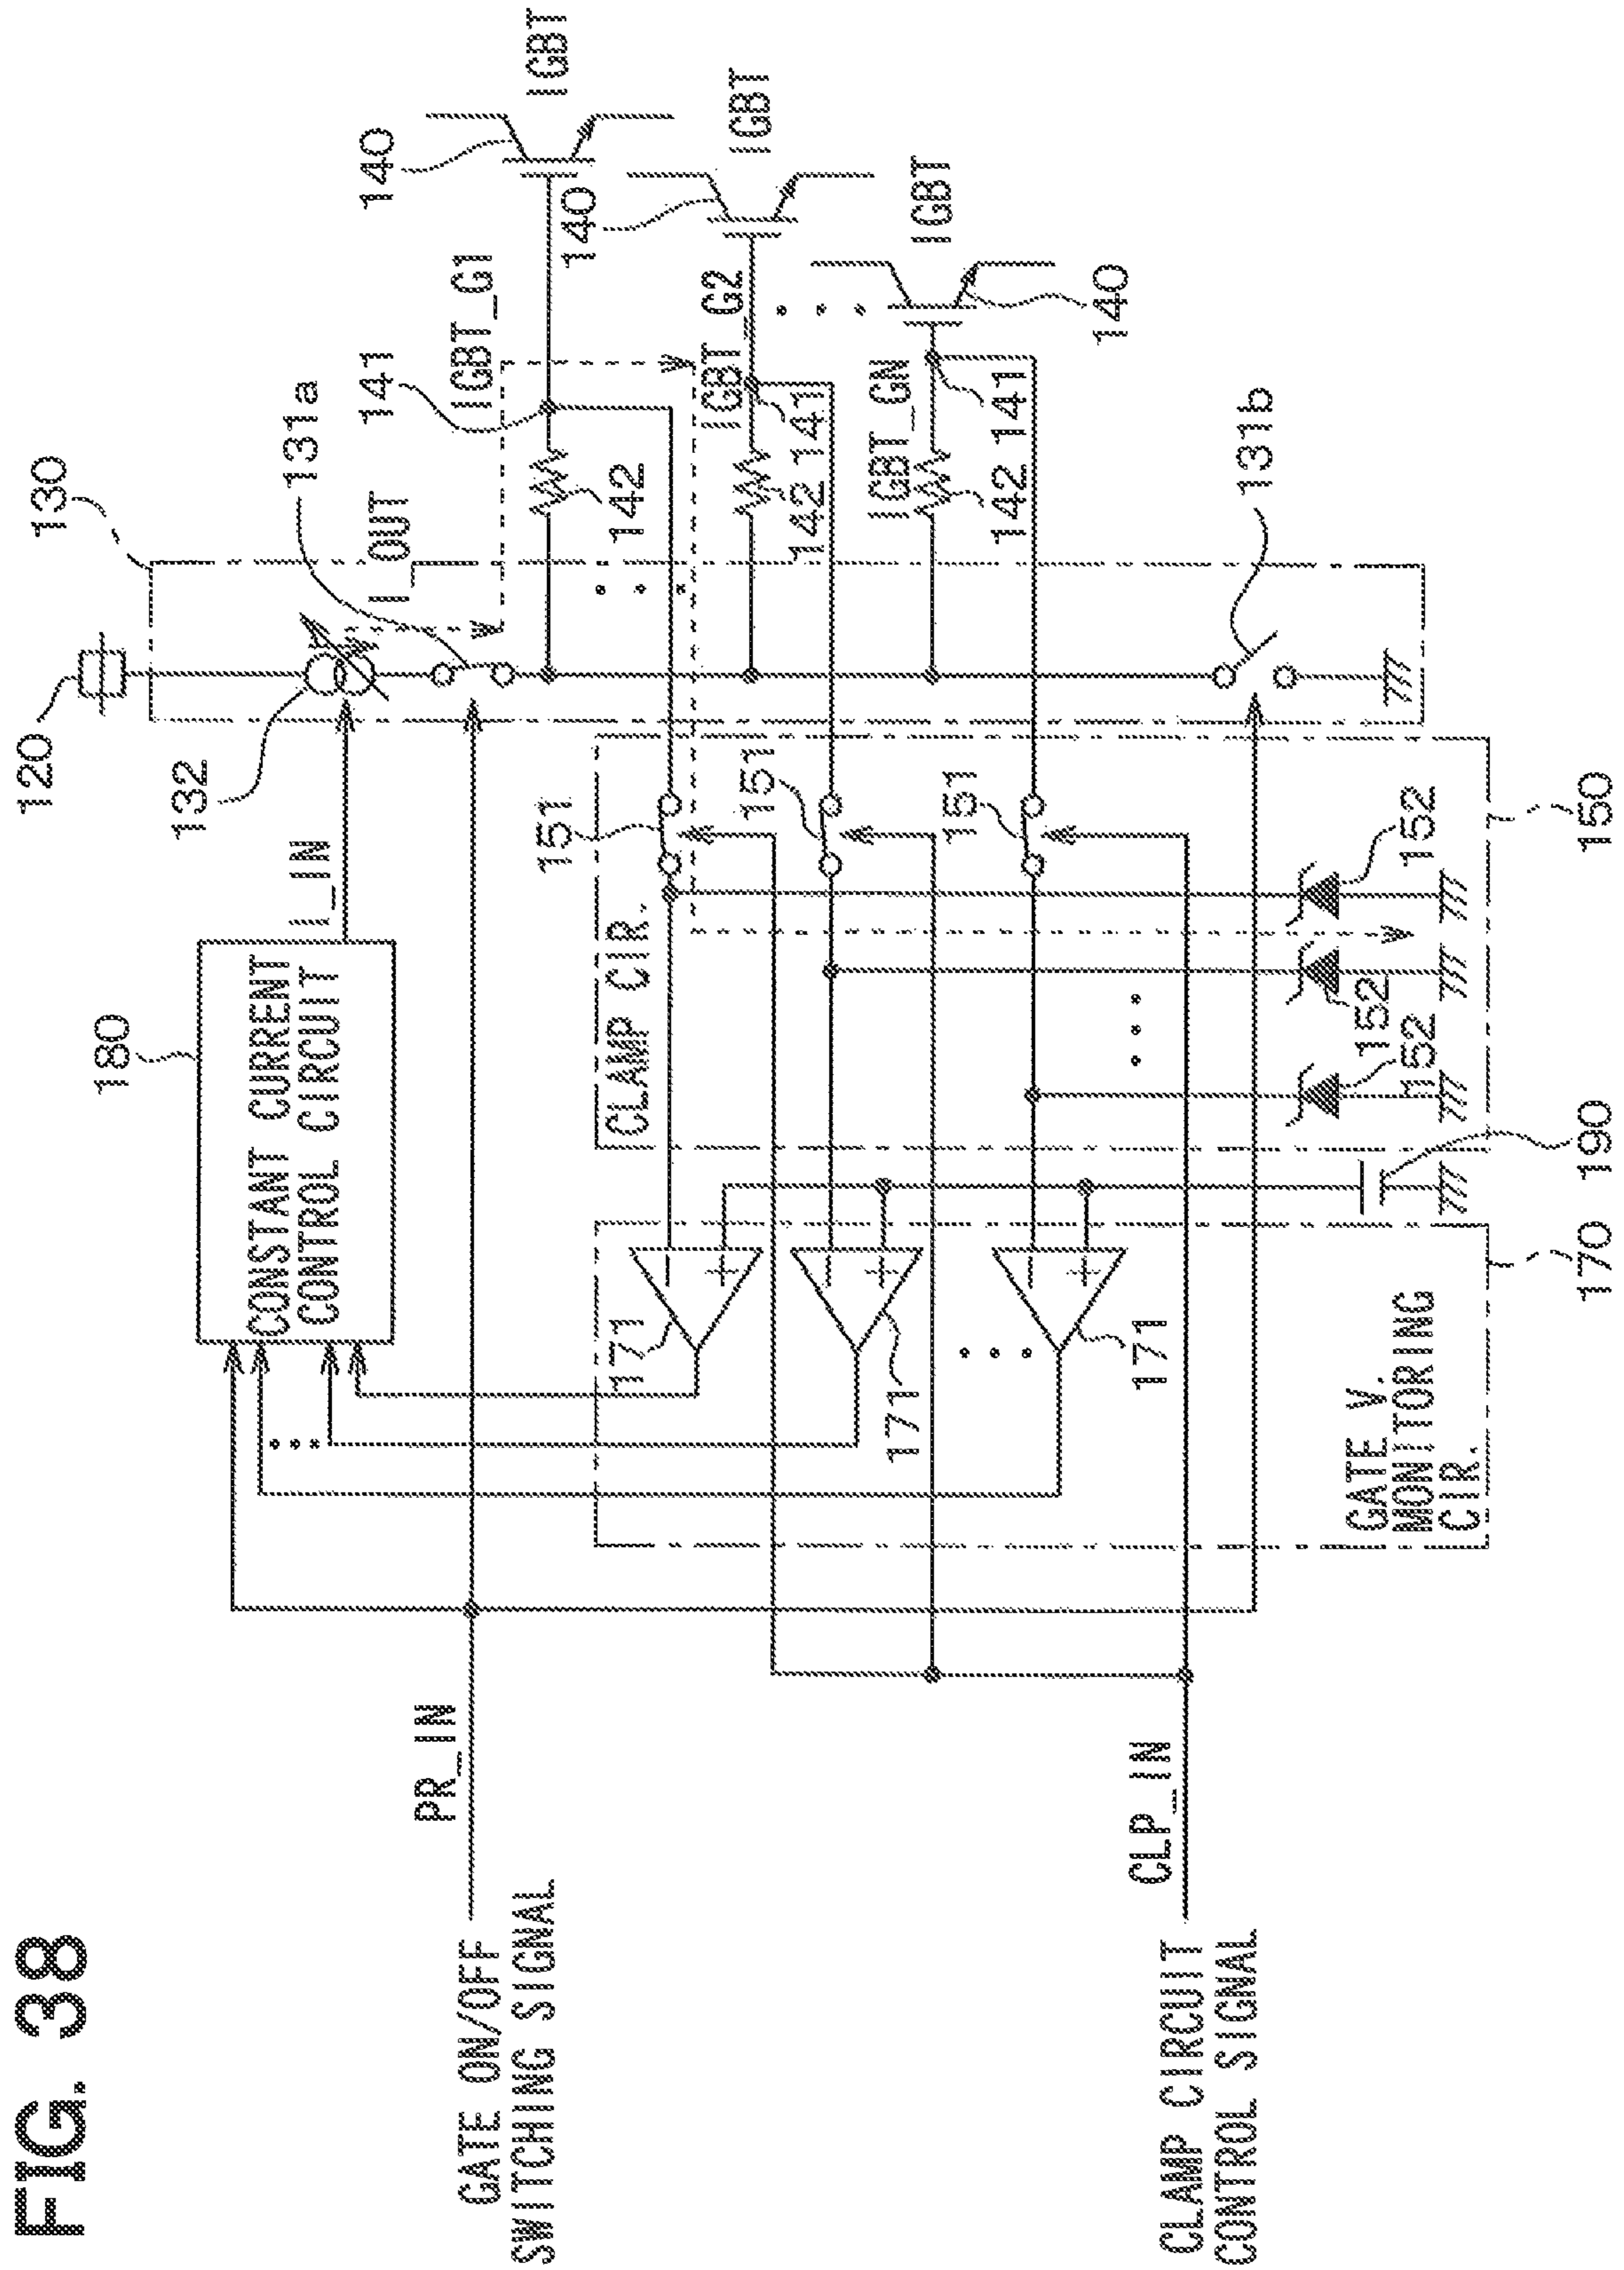 FIG. 38
120
130
131a
141
140
IGBT
132
I_OUT
IGBT_G1
180
I_IN
142
140
IGBT
CONSTANT CURRENT
CONTROL CIRCUIT
151
IGBT_G2
141
142
140
IGBT
PR_IN
GATE ON/OFF
SWITCHING SIGNAL
CLAMP CIR.
151
IGBT_GN
141
142
171
151
131b
171
171
152
152
152
150
190
170
GATE V.
MONITORING
CIR.
CLP_IN
CLAMP CIRCUIT
CONTROL SIGNAL